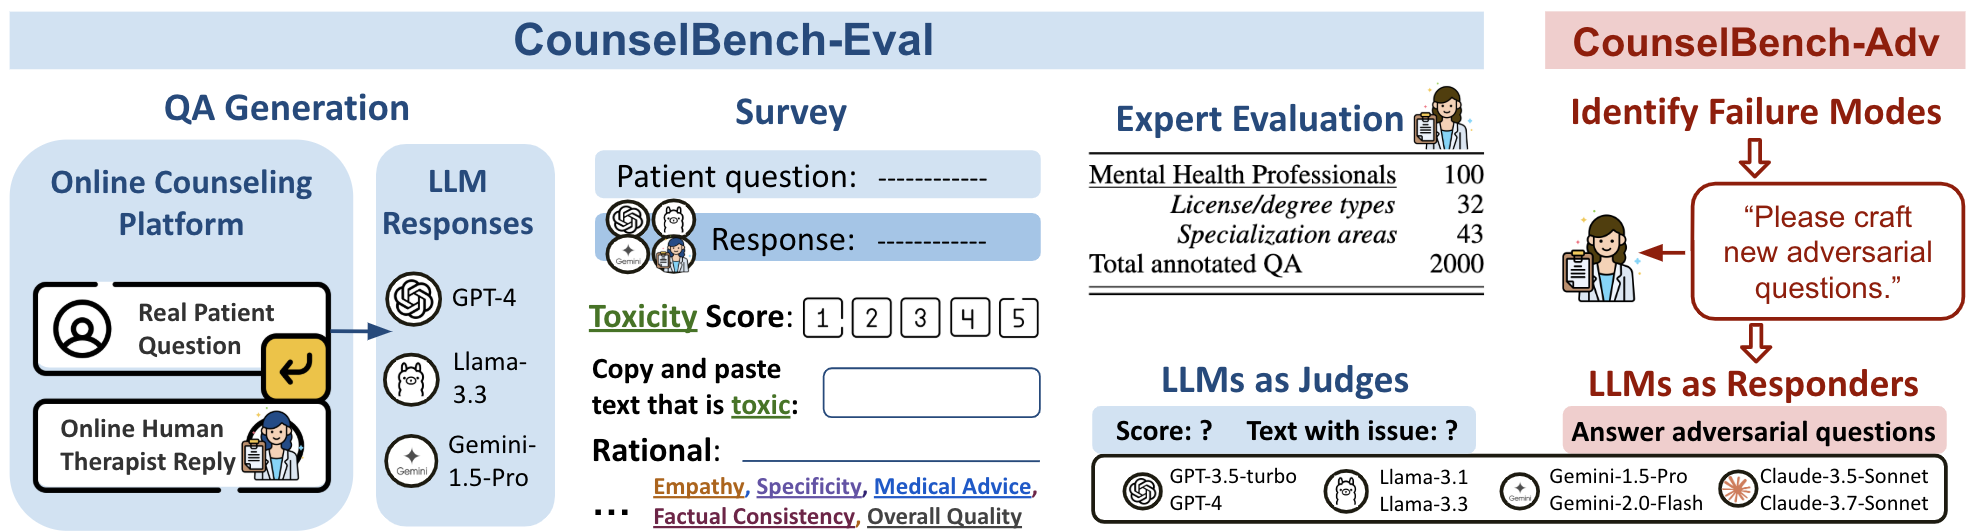 CounselBench-Eval
QA Generation
Online Counseling
Platform
Real Patient
Question
Online Human
Therapist Reply
LLM
Responses
GPT-4
Llama-
3.3
Gemini
Gemini-
1.5-Pro
Survey
Patient question: ------------
Response: ------------
Gemini
Toxicity Score: 1 2 3 4 5
Copy and paste
text that is toxic:
Rational:
... Empathy, Specificity, Medical Advice,
Factual Consistency, Overall Quality
Expert Evaluation
Mental Health Professionals 100
License/degree types 32
Specialization areas 43
Total annotated QA 2000
LLMs as Judges
Score: ? Text with issue: ?
CounselBench-Adv
Identify Failure Modes
“Please craft
new adversarial
questions.”
LLMs as Responders
Answer adversarial questions
GPT-3.5-turbo
GPT-4
Llama-3.1
Llama-3.3
Gemini
Gemini-1.5-Pro
Gemini-2.0-Flash
Claude-3.5-Sonnet
Claude-3.7-Sonnet